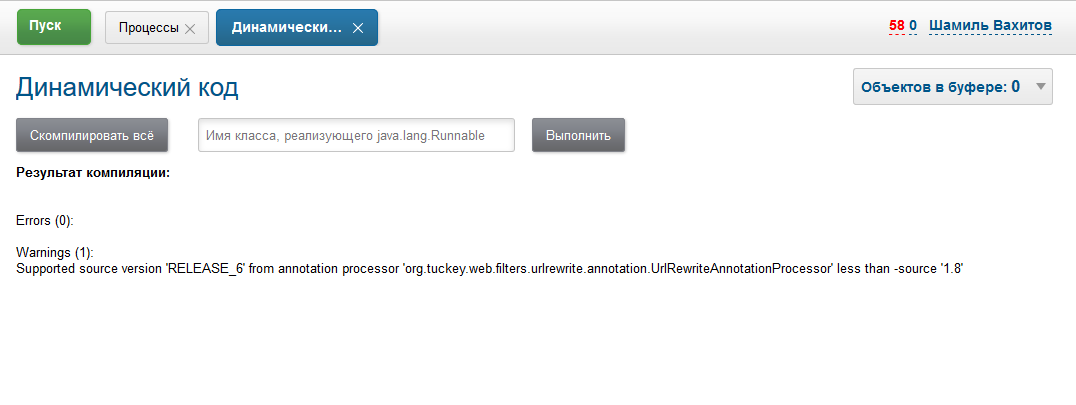 Пуск
Процессы
Динамически...
58 0 Шамиль Вахитов
Динамический код
Объектов в буфере: 0
Скомпилировать всё
Имя класса, реализующего java.lang.Runnable
Выполнить
Результат компиляции:
Errors (0):
Warnings (1):
Supported source version 'RELEASE_6' from annotation processor 'org.tuckey.web.filters.urlrewrite.annotation.UrlRewriteAnnotationProcessor' less than -source '1.8'